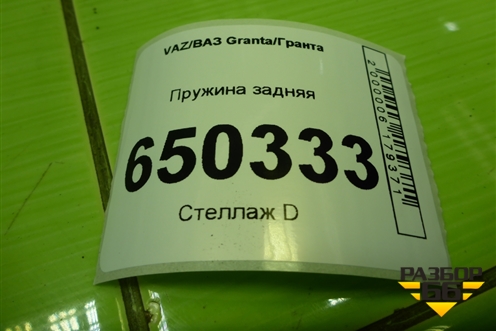 VAZ/ВАЗ Granta/Гранта
Пружина задняя
650333
Стеллаж D
2000006179371
РАЗБОР
66